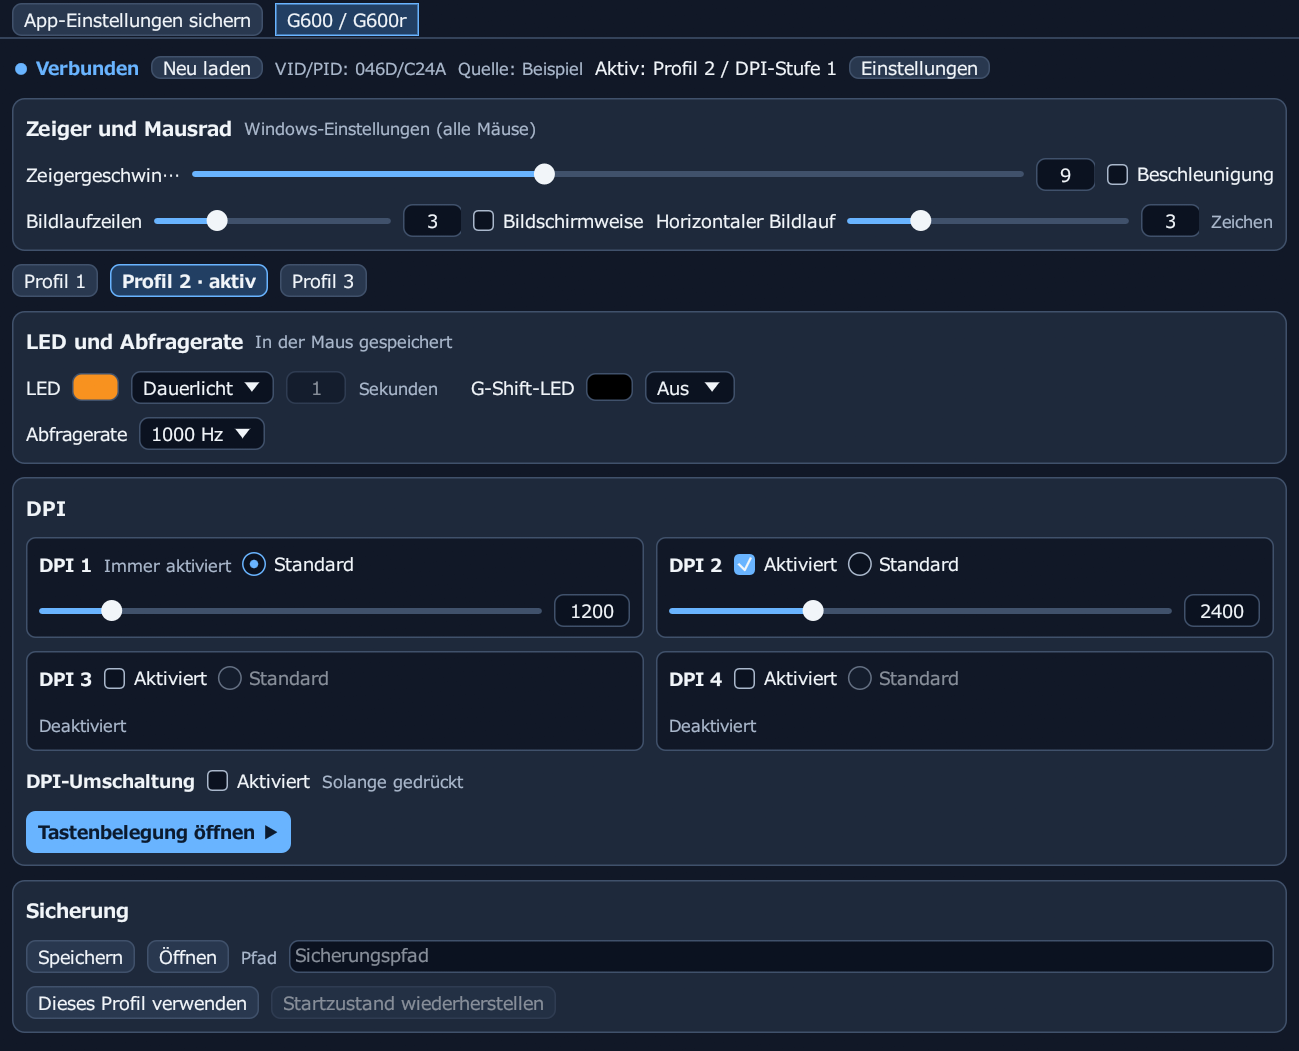 App-Einstellungen sichern G600 / G600r
Verbunden Neu laden VID/PID: 046D/C24A Quelle: Beispiel Aktiv: Profil 2 / DPI-Stufe 1 Einstellungen
Zeiger und Mausrad Windows-Einstellungen (alle Mäuse)
Zeigergeschwin··· 9 Beschleunigung
Bildlaufzeilen 3 Bildschirmweise Horizontaler Bildlauf 3 Zeichen
Profil 1 Profil 2 · aktiv Profil 3
LED und Abfragerate In der Maus gespeichert
LED Dauerlicht 1 Sekunden G-Shift-LED Aus
Abfragerate 1000 Hz
DPI
DPI 1 Immer aktiviert Standard
1200
DPI 2 Aktiviert Standard
2400
DPI 3 Aktiviert Standard
Deaktiviert
DPI 4 Aktiviert Standard
Deaktiviert
DPI-Umschaltung Aktiviert Solange gedrückt
Tastenbelegung öffnen
Sicherung
Speichern Öffnen Pfad Sicherungspfad
Dieses Profil verwenden Startzustand wiederherstellen